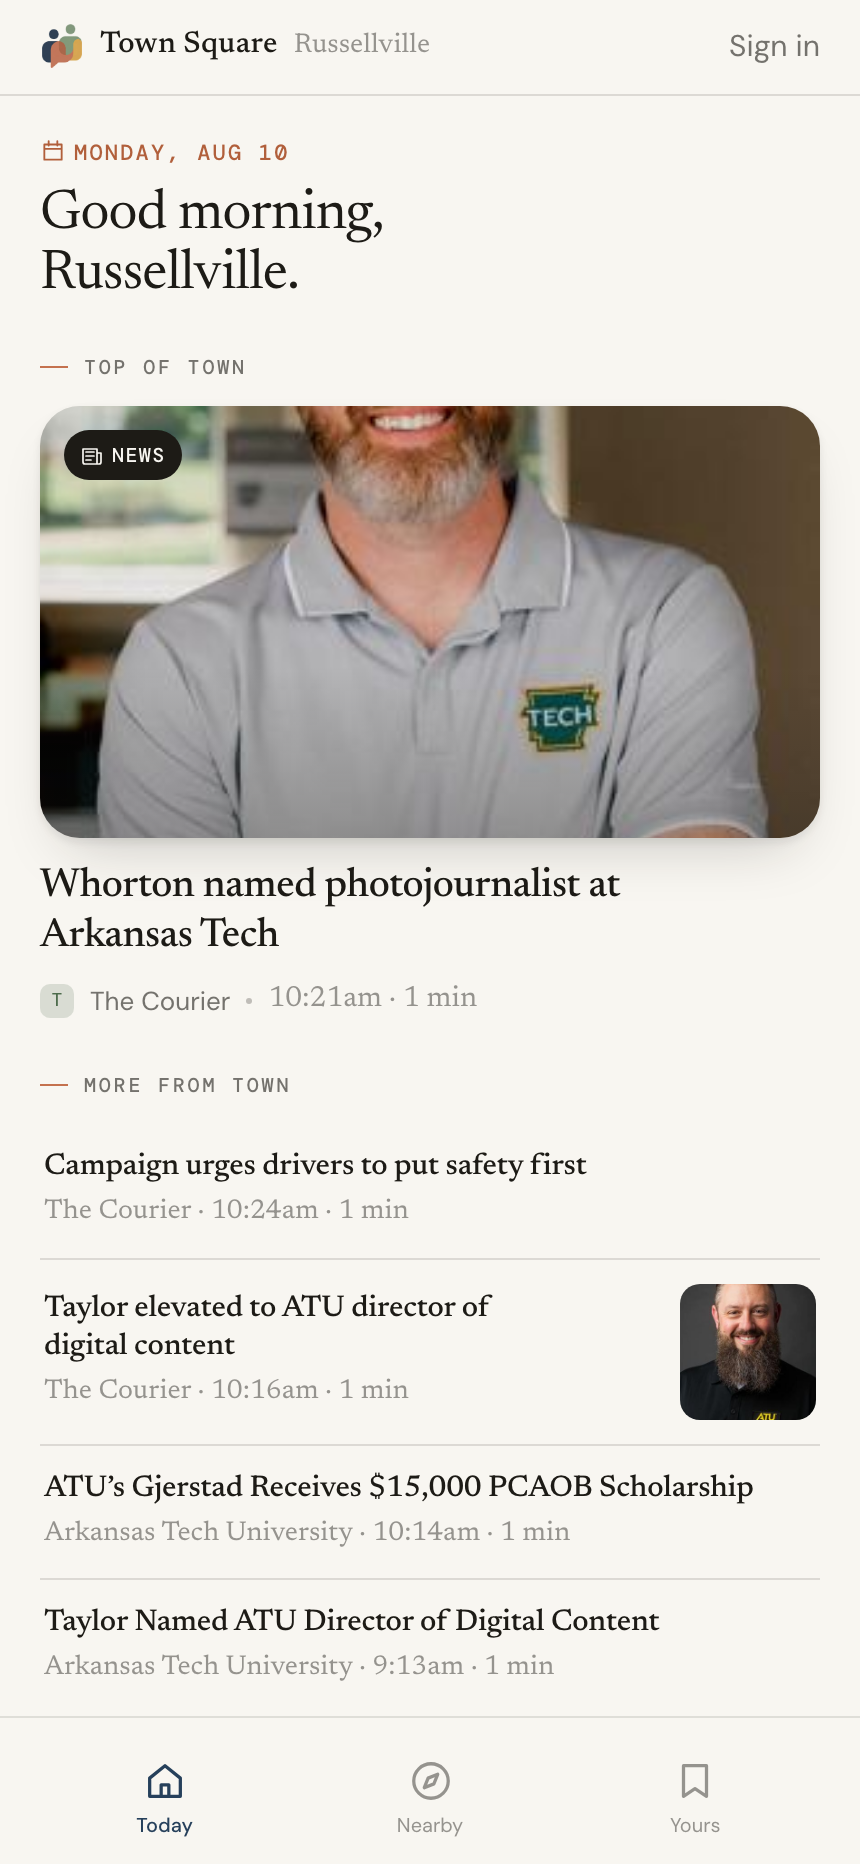 Town Square Russellville
Sign in
MONDAY, AUG 10
Good morning,
Russellville.
TOP OF TOWN
NEWS
TECH
Whorton named photojournalist at
Arkansas Tech
T The Courier • 10:21am · 1 min
MORE FROM TOWN
Campaign urges drivers to put safety first
The Courier · 10:24am · 1 min
Taylor elevated to ATU director of
digital content
The Courier · 10:16am · 1 min
ATU
ATU’s Gjerstad Receives $15,000 PCAOB Scholarship
Arkansas Tech University · 10:14am · 1 min
Taylor Named ATU Director of Digital Content
Arkansas Tech University · 9:13am · 1 min
Today
Nearby
Yours